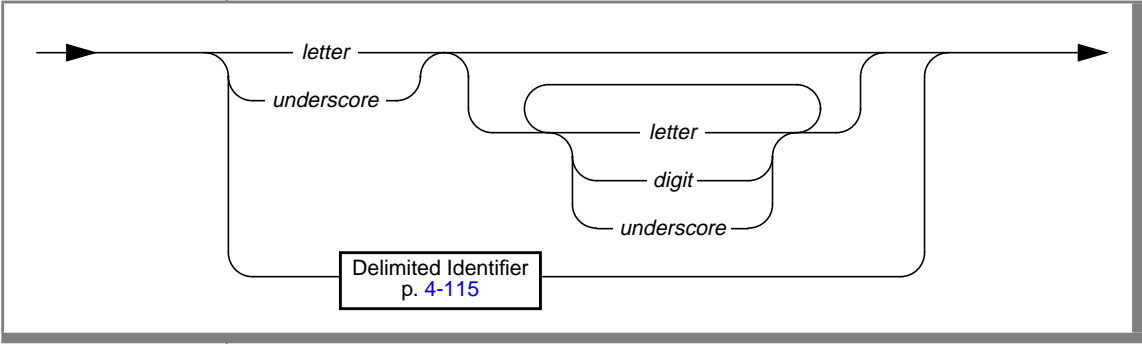 letter
underscore
letter
digit
underscore
Delimited Identifier
p. 4-115